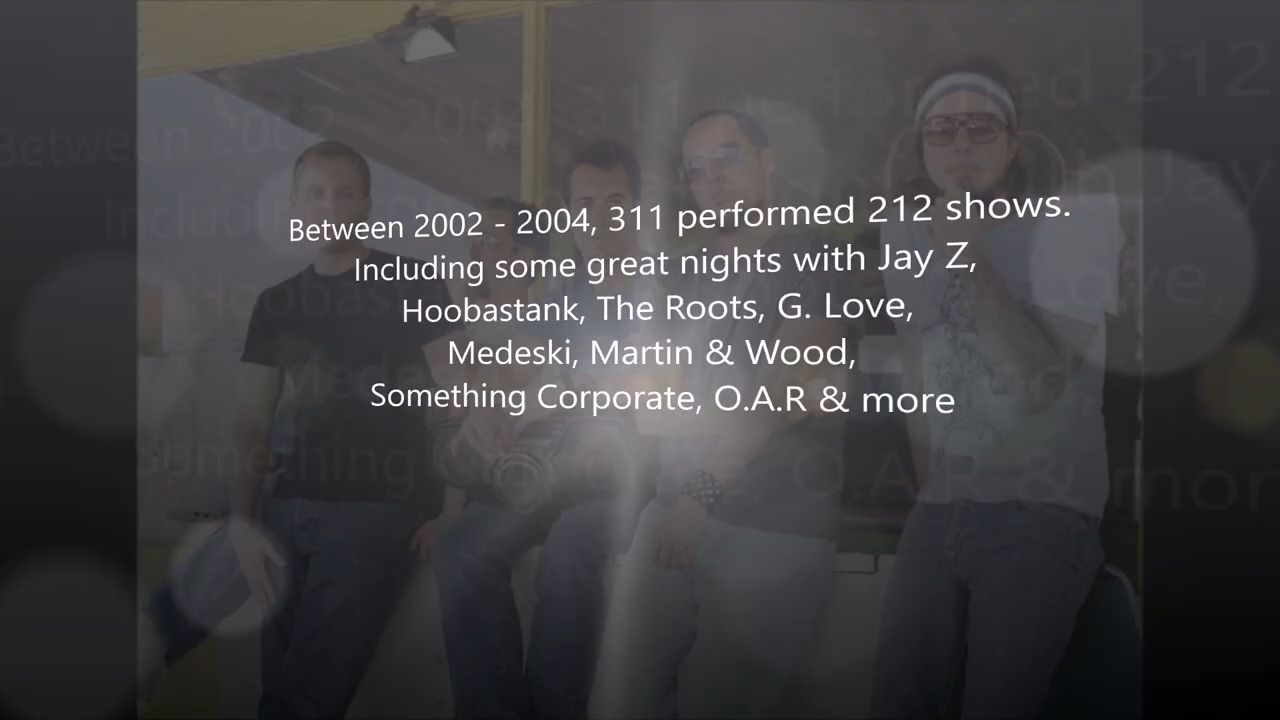 Between 2002 - 2004, 311 performed 212 shows.
Including some great nights with Jay Z,
Hoobastank, The Roots, G. Love,
Medeski, Martin & Wood,
Something Corporate, O.A.R & more